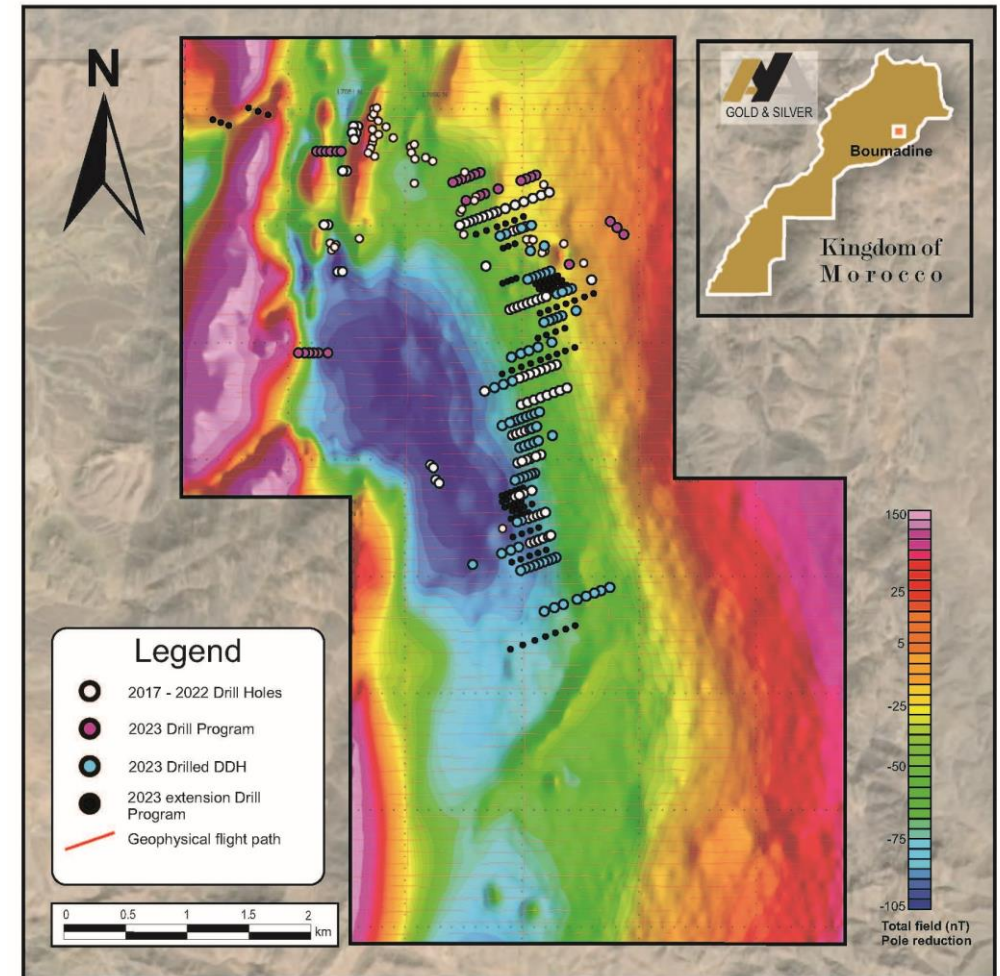 N
GOLD & SILVER
Boumadine
Kingdom of
Morocco
150
25
5
-25
-50
-75
-105
Total field (nT)
Pole reduction
Legend
2017 - 2022 Drill Holes
2023 Drill Program
2023 Drilled DDH
2023 extension Drill
Program
Geophysical flight path
0 0.5 1 1.5 2
km